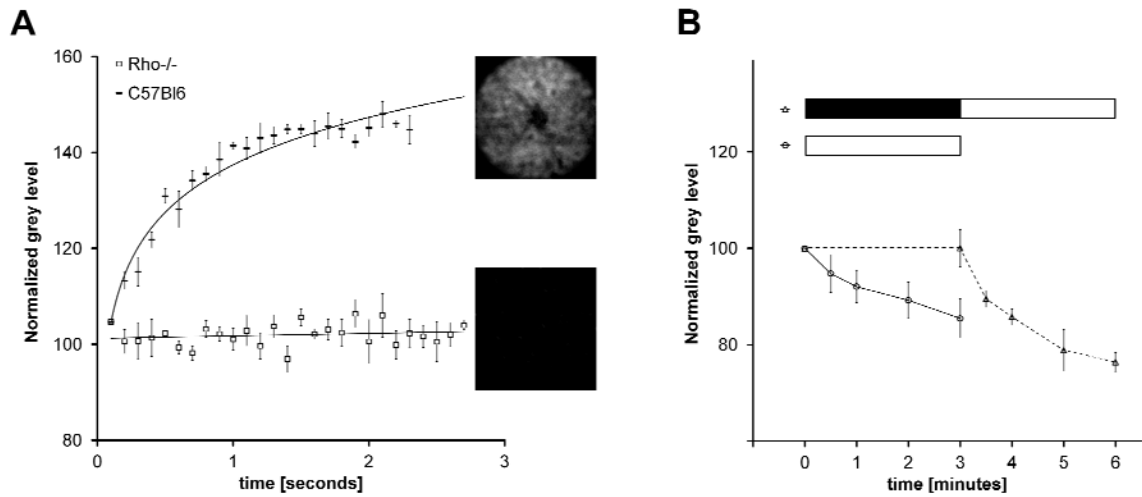 A
Normalized grey level
160
140
120
100
80
Rho-/-
C57Bl6
0
1
2
3
time [seconds]
B
Normalized grey level
120
100
80
0
1
2
3
4
5
6
time [minutes]